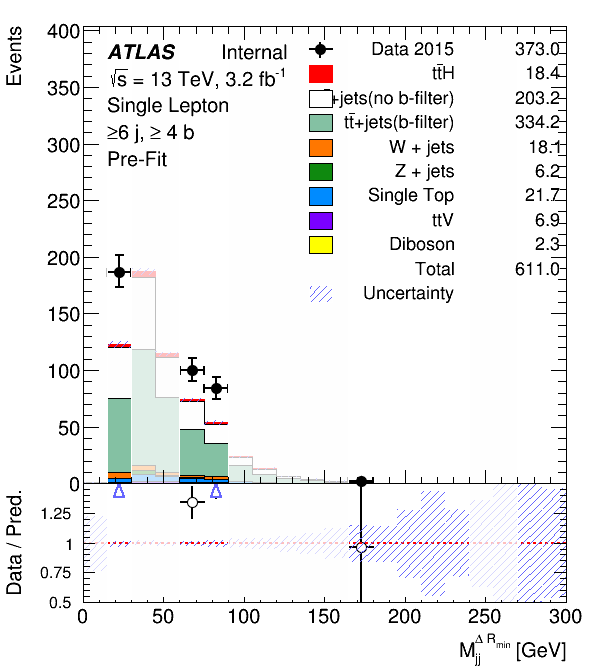 Events
400
350
300
250
200
150
100
50
0
ATLAS Internal
√s = 13 TeV, 3.2 fb⁻¹
Single Lepton
≥6 j, ≥ 4 b
Pre-Fit
Data 2015 373.0
tt̄H 18.4
+jets(no b-filter) 203.2
tt̄+jets(b-filter) 334.2
W + jets 18.1
Z + jets 6.2
Single Top 21.7
ttV 6.9
Diboson 2.3
Total 611.0
Uncertainty
Data / Pred.
1.25
1
0.75
0.5
0 50 100 150 200 250 300
M_jj^Δ R_min [GeV]